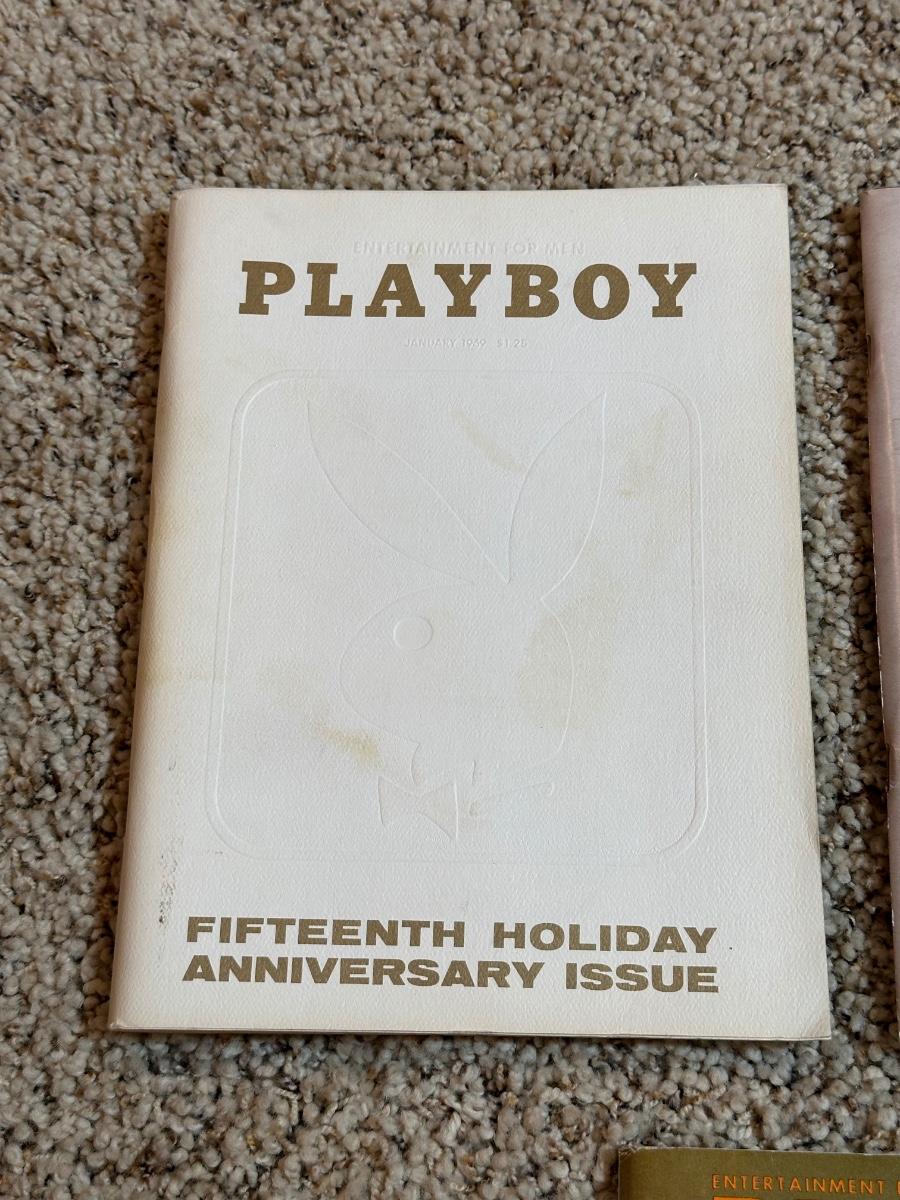 ENTERTAINMENT FOR MEN
PLAYBOY
JANUARY 1969 $1.25
FIFTEENTH HOLIDAY
ANNIVERSARY ISSUE
ENTERTAINMENT